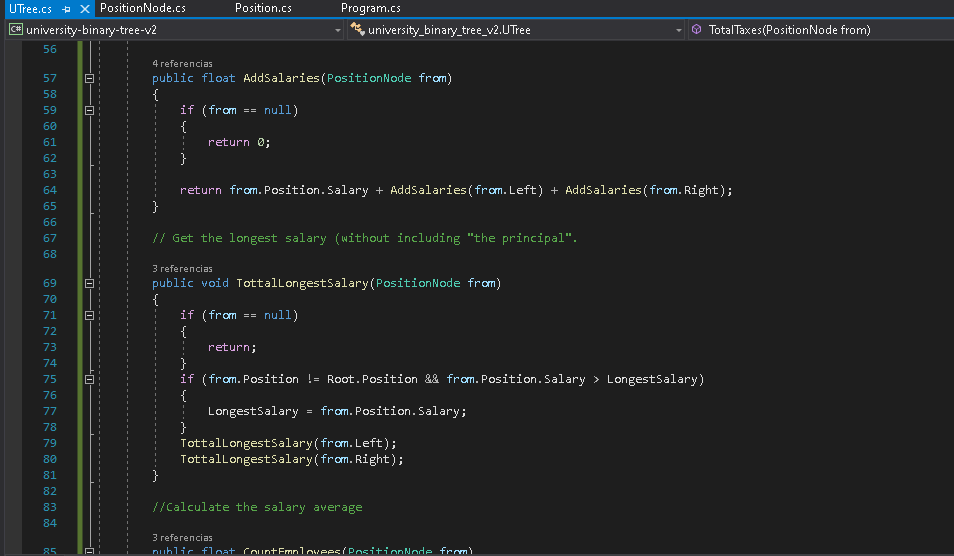 UTree.cs PositionNode.cs Position.cs Program.cs
C# university-binary-tree-v2 university_binary_tree_v2.UTree TotalTaxes(PositionNode from)
56
4 referencias
57 public float AddSalaries(PositionNode from)
58 {
59 if (from == null)
60 {
61 return 0;
62 }
63
64 return from.Position.Salary + AddSalaries(from.Left) + AddSalaries(from.Right);
65 }
66
67 // Get the longest salary (without including "the principal".
68
3 referencias
69 public void TottalLongestSalary(PositionNode from)
70 {
71 if (from == null)
72 {
73 return;
74 }
75 if (from.Position != Root.Position && from.Position.Salary > LongestSalary)
76 {
77 LongestSalary = from.Position.Salary;
78 }
79 TottalLongestSalary(from.Left);
80 TottalLongestSalary(from.Right);
81 }
82
83 //Calculate the salary average
84
3 referencias
85 public float CountEmployees(PositionNode from)